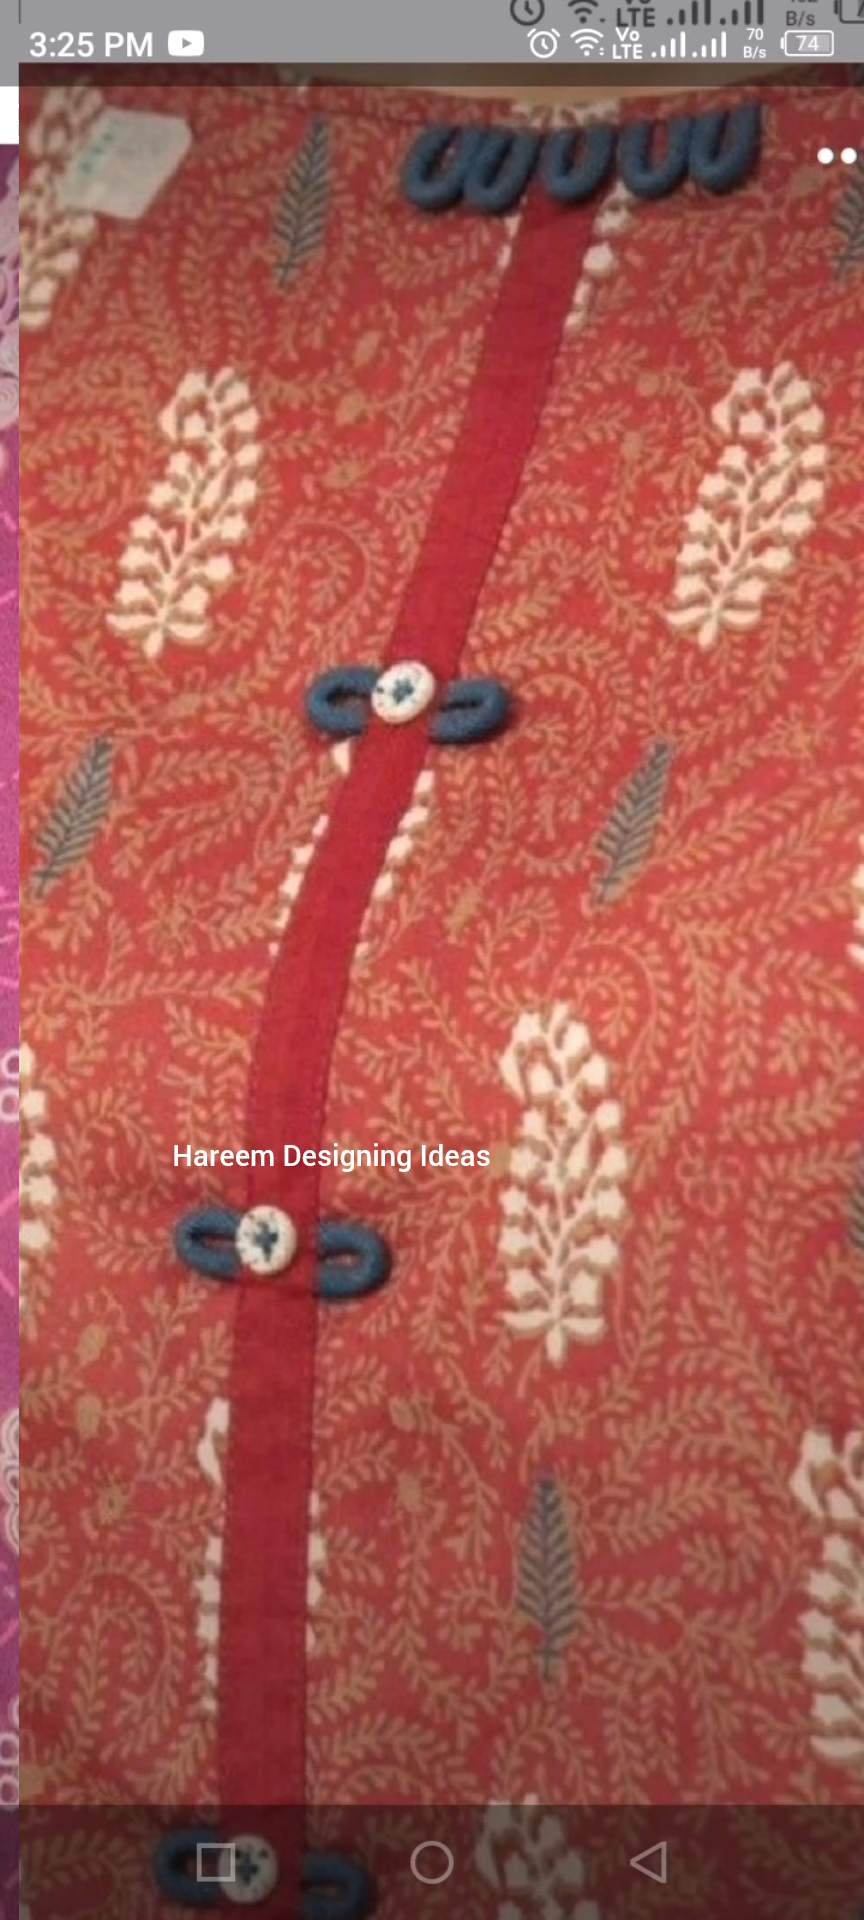 LTE
B/s
3:25 PM
Vo
LTE
70
B/s
74
Hareem Designing Ideas